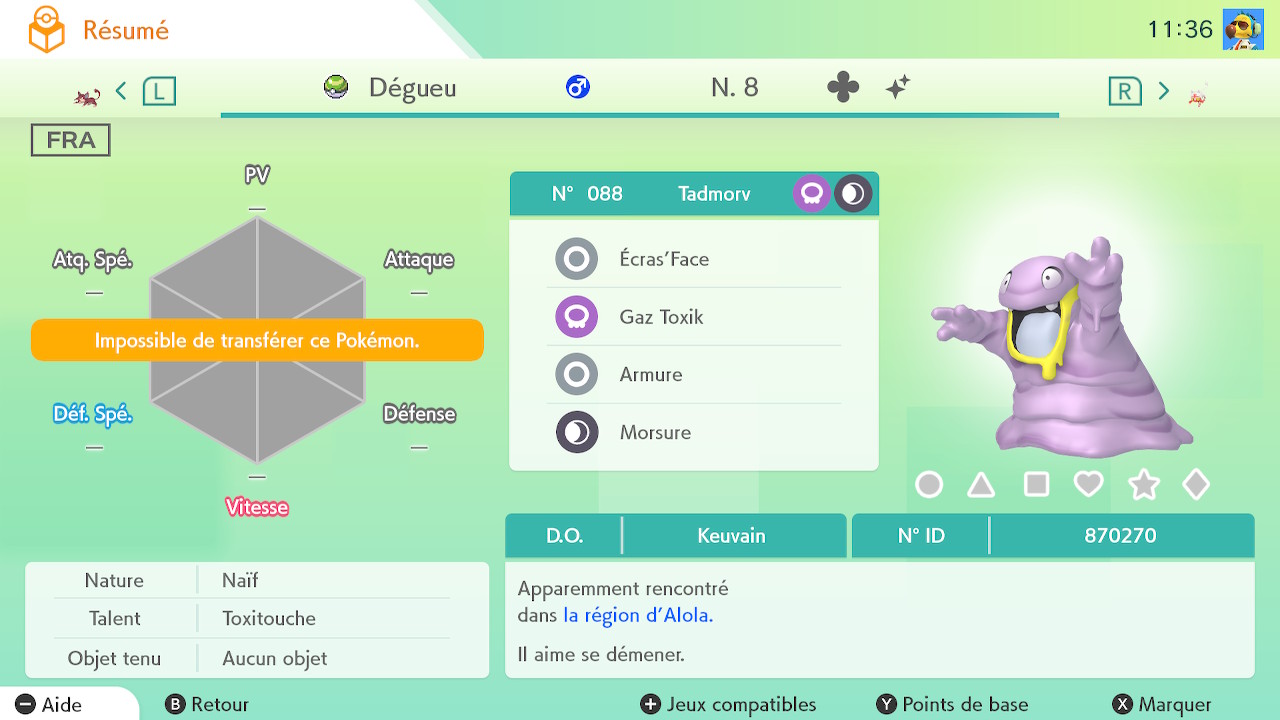 Résumé
11:36
L
Dégueu
N. 8
R
FRA
PV
—
Atq. Spé.
—
Attaque
—
Impossible de transférer ce Pokémon.
Déf. Spé.
—
Défense
—
—
Vitesse
N° 088 Tadmorv
Écras'Face
Gaz Toxik
Armure
Morsure
D.O. Keuvain N° ID 870270
Nature Naïf
Talent Toxitouche
Objet tenu Aucun objet
Apparemment rencontré
dans la région d'Alola.
Il aime se démener.
Aide
B Retour
Jeux compatibles
Y Points de base
X Marquer